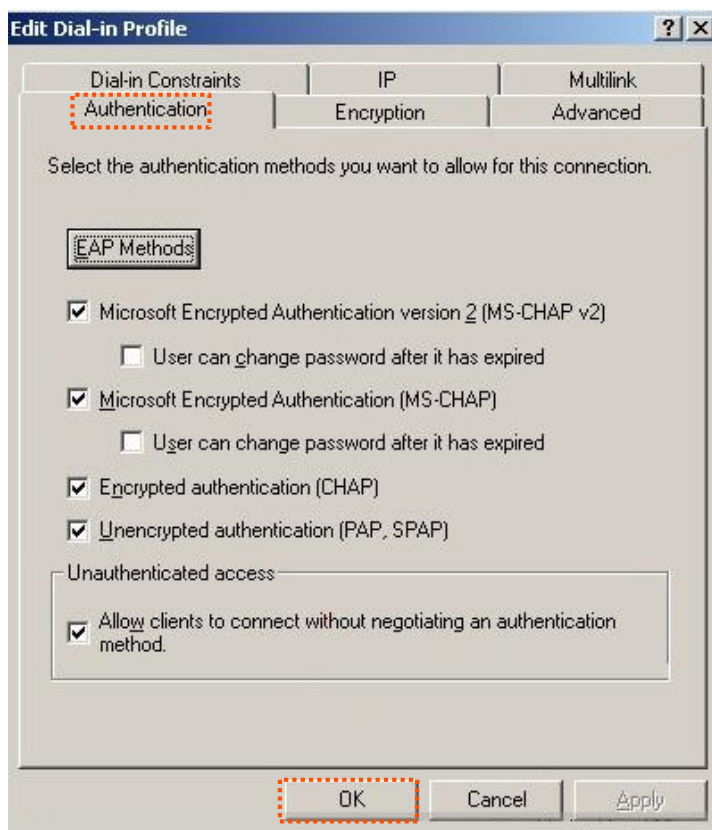 Edit Dial-in Profile
? X
Dial-in Constraints IP Multilink
Authentication Encryption Advanced
Select the authentication methods you want to allow for this connection.
EAP Methods
Microsoft Encrypted Authentication version 2 (MS-CHAP v2)
User can change password after it has expired
Microsoft Encrypted Authentication (MS-CHAP)
User can change password after it has expired
Encrypted authentication (CHAP)
Unencrypted authentication (PAP, SPAP)
Unauthenticated access
Allow clients to connect without negotiating an authentication
method.
OK Cancel Apply